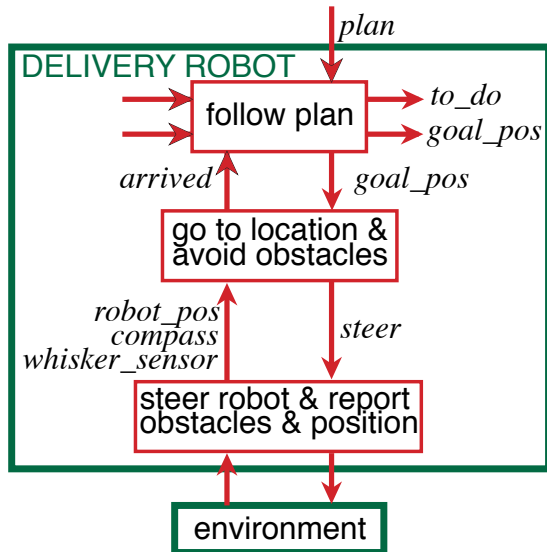 plan
DELIVERY ROBOT
follow plan
to_do
goal_pos
arrived
goal_pos
go to location &
avoid obstacles
robot_pos
compass
whisker_sensor
steer
steer robot & report
obstacles & position
environment